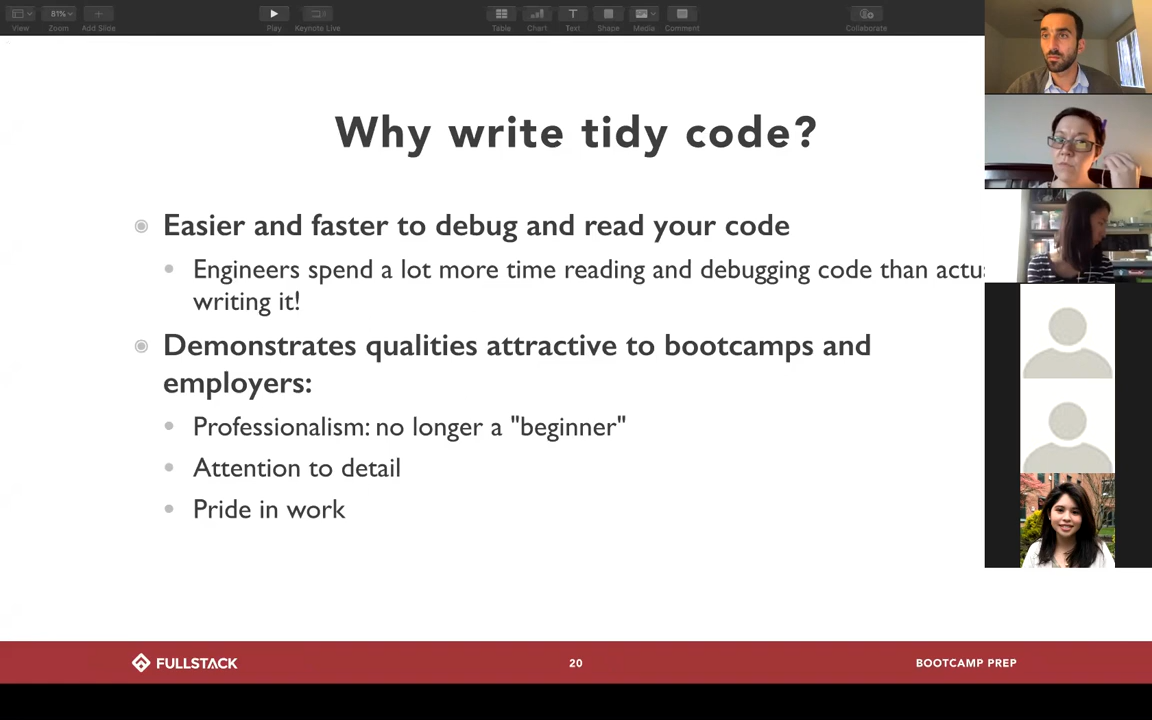 81%
View
Zoom
Add Slide
Play
Keynote Live
Table
Chart
Text
Shape
Media
Comment
Collaborate
Why write tidy code?
Easier and faster to debug and read your code
Engineers spend a lot more time reading and debugging code than actu
writing it!
Demonstrates qualities attractive to bootcamps and
employers:
Professionalism: no longer a "beginner"
Attention to detail
Pride in work
FULLSTACK
20
BOOTCAMP PREP